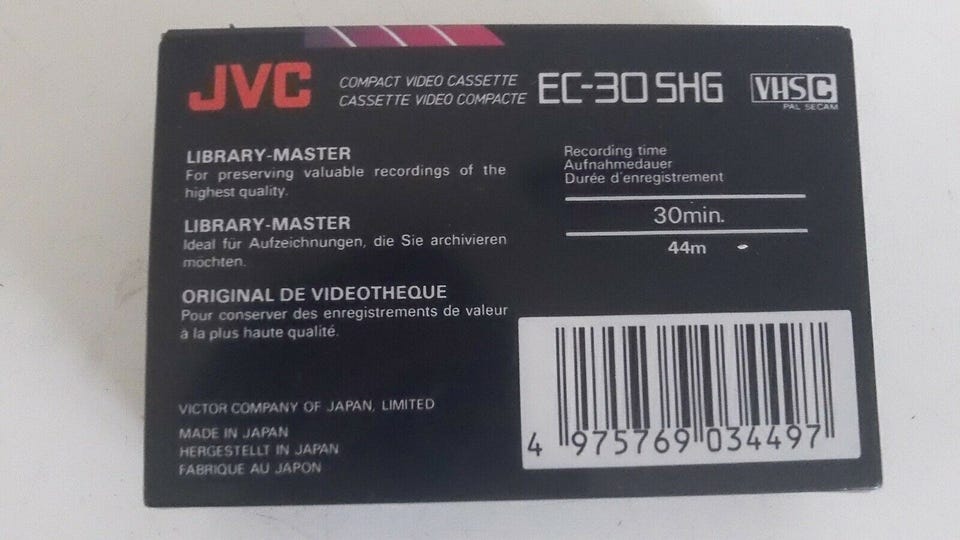 JVC
COMPACT VIDEO CASSETTE
CASSETTE VIDEO COMPACTE
EC-30 SHG
VHS C
PAL SECAM
LIBRARY-MASTER
For preserving valuable recordings of the
highest quality.
LIBRARY-MASTER
Ideal für Aufzeichnungen, die Sie archivieren
möchten.
ORIGINAL DE VIDEOTHEQUE
Pour conserver des enregistrements de valeur
à la plus haute qualité.
Recording time
Aufnahmedauer
Durée d'enregistrement
30min.
44m
VICTOR COMPANY OF JAPAN, LIMITED
MADE IN JAPAN
HERGESTELLT IN JAPAN
FABRIQUE AU JAPON
4 975769 034497